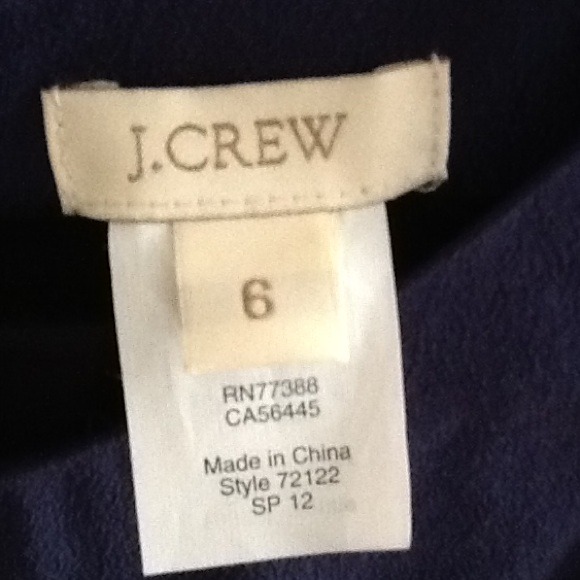 J.CREW
6
RN77388
CA56445
Made in China
Style 72122
SP 12